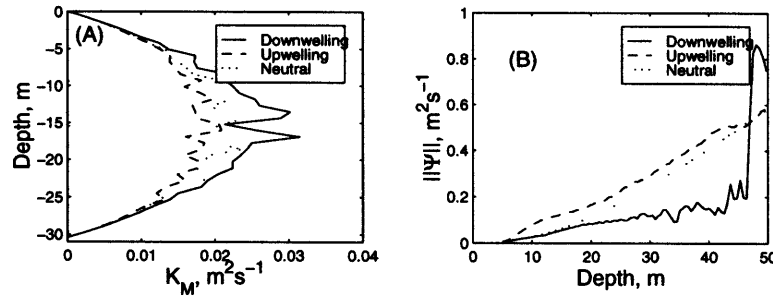 (A)
Downwelling
Upwelling
Neutral
0
−5
−10
−15
−20
−25
−30
Depth, m
0
0.01
0.02
0.03
0.04
K_M, m²s⁻¹
(B)
Downwelling
Upwelling
Neutral
1
0.8
0.6
0.4
0.2
0
||Ψ||, m²s⁻¹
0
10
20
30
40
50
Depth, m